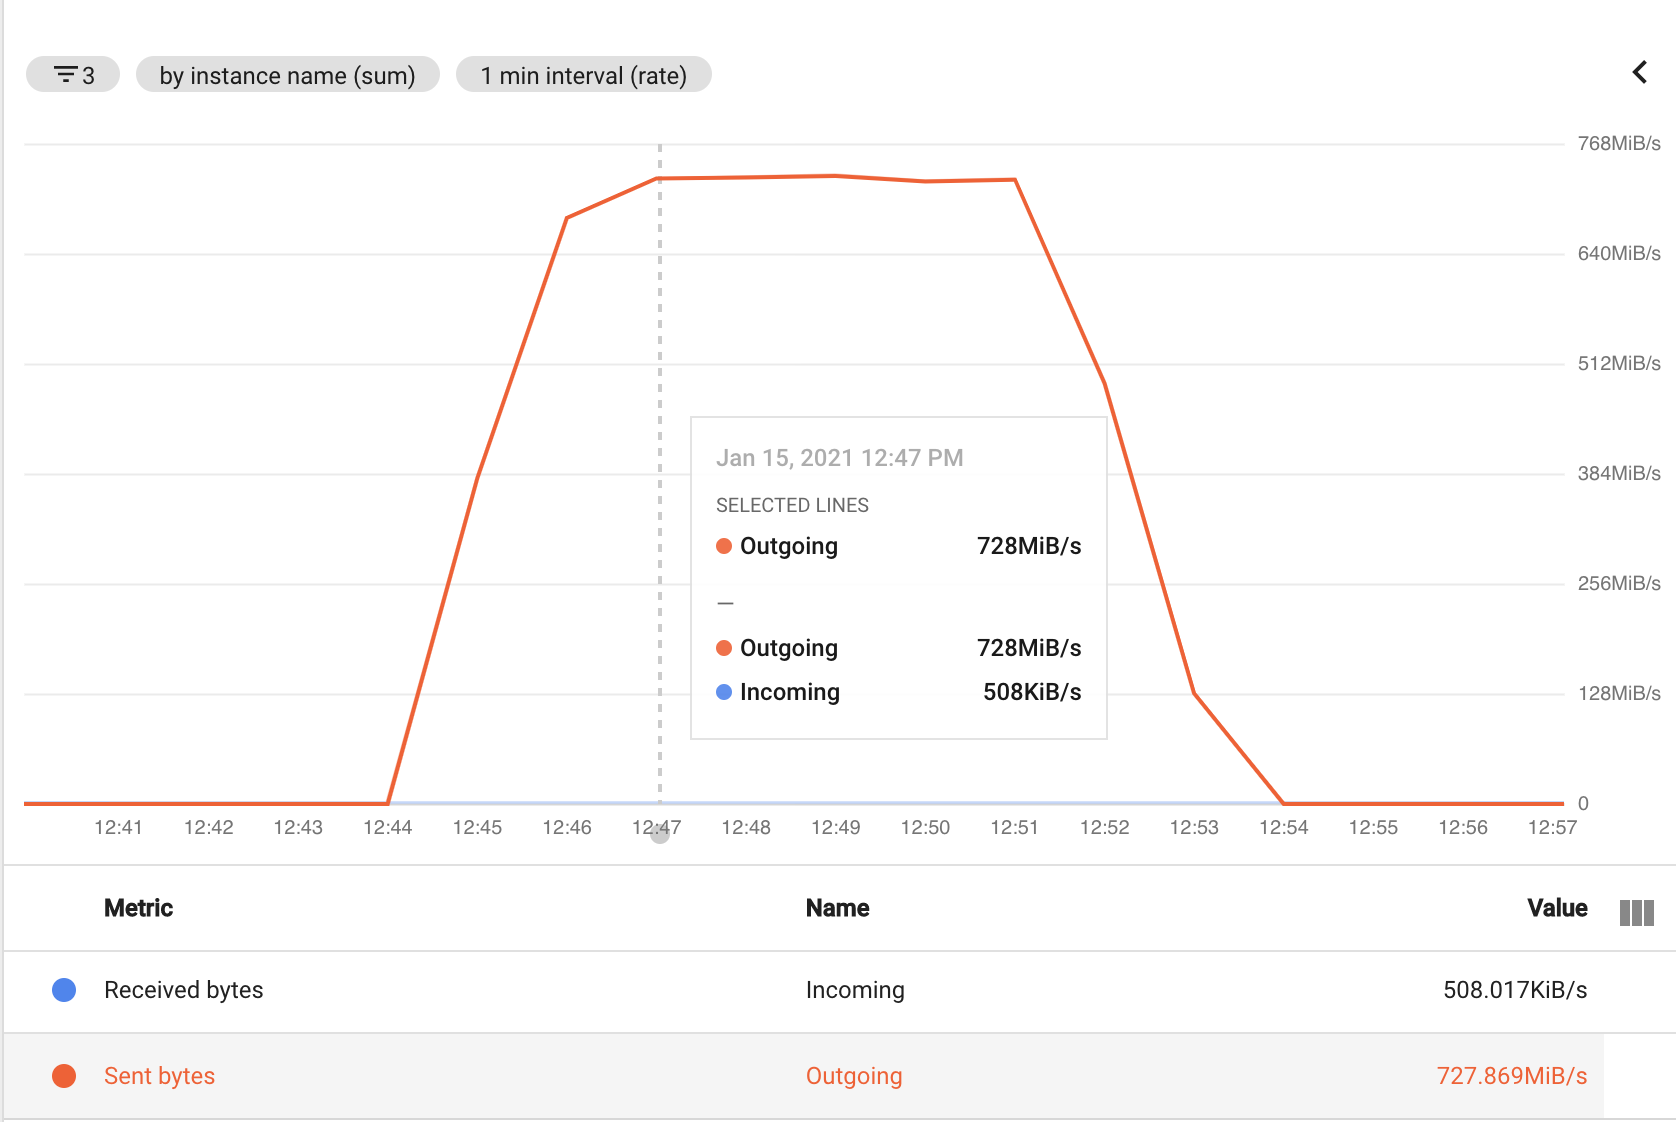 3 by instance name (sum) 1 min interval (rate)
768MiB/s
640MiB/s
512MiB/s
384MiB/s
256MiB/s
128MiB/s
0
Jan 15, 2021 12:47 PM
SELECTED LINES
Outgoing 728MiB/s
—
Outgoing 728MiB/s
Incoming 508KiB/s
12:41 12:42 12:43 12:44 12:45 12:46 12:47 12:48 12:49 12:50 12:51 12:52 12:53 12:54 12:55 12:56 12:57
Metric Name Value
Received bytes Incoming 508.017KiB/s
Sent bytes Outgoing 727.869MiB/s